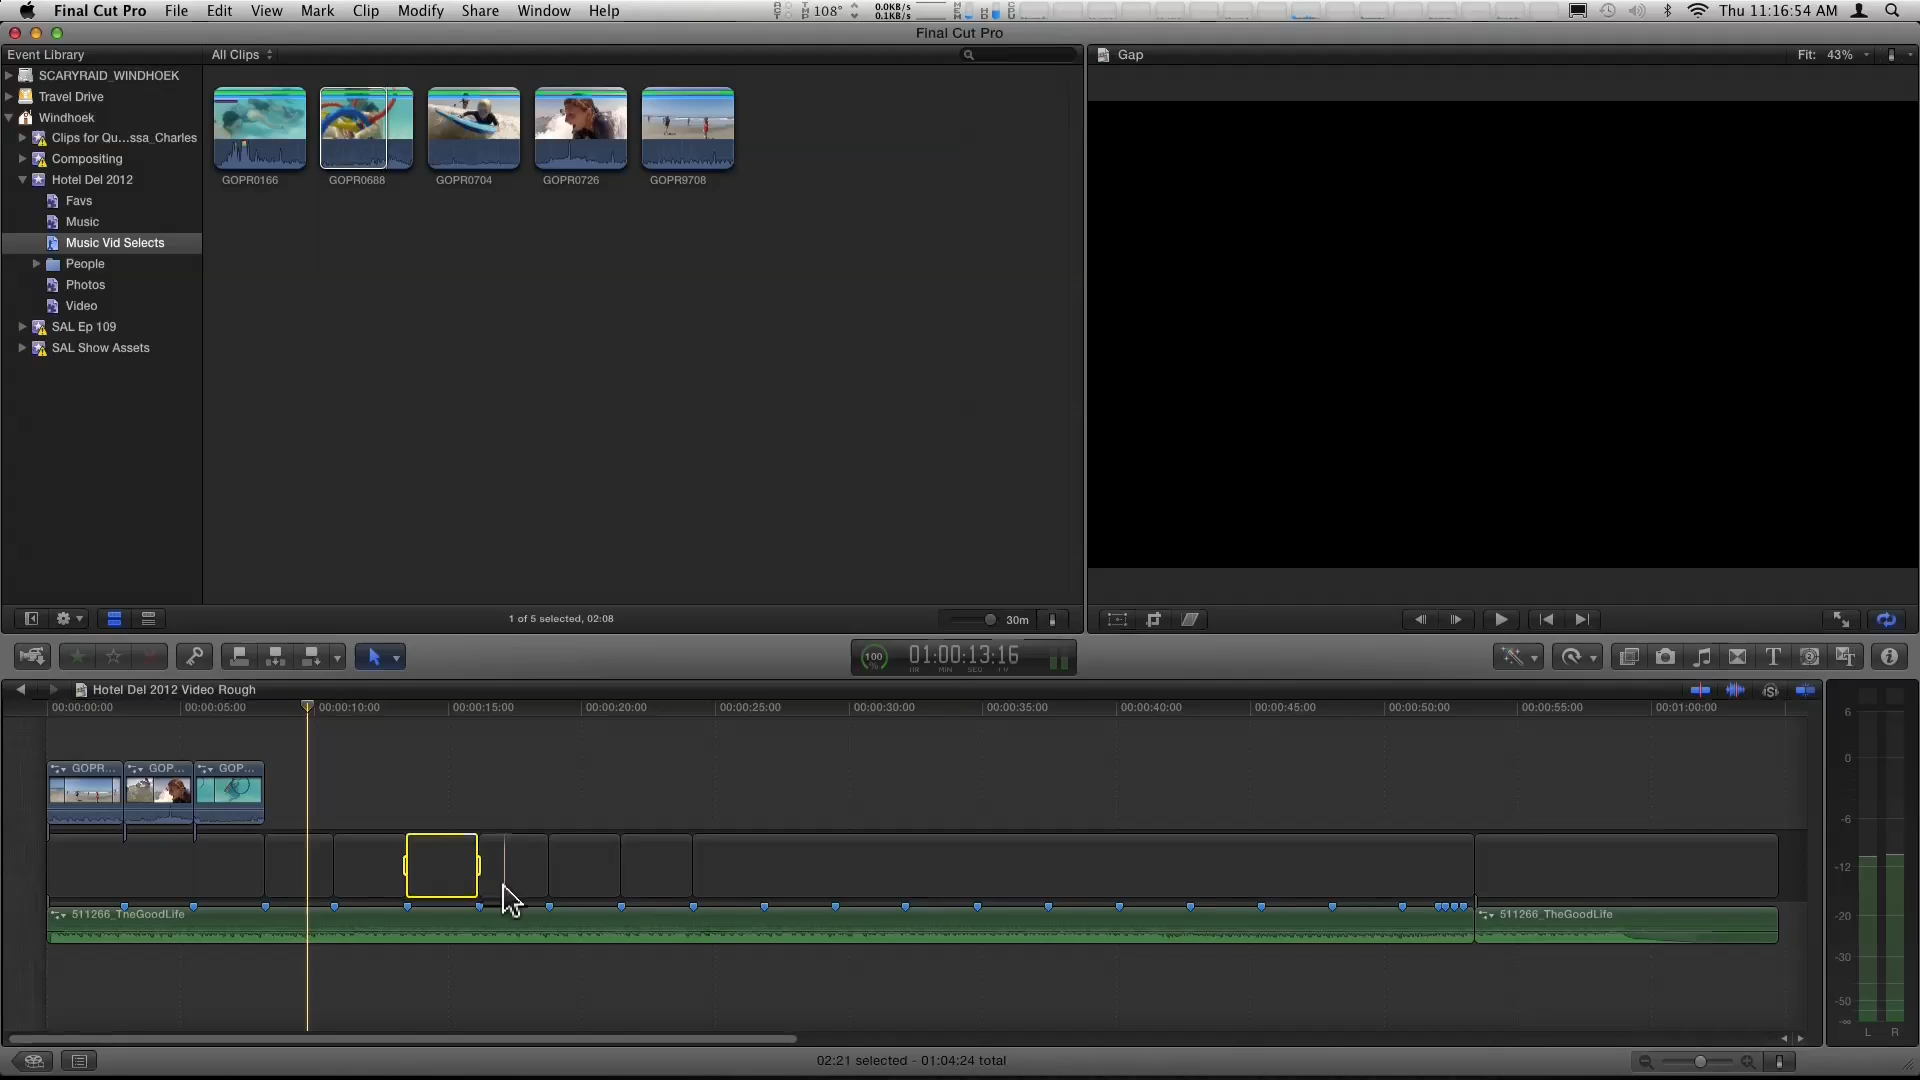 Final Cut Pro File Edit View Mark Clip Modify Share Window Help 108° 0.0KB/s 0.1KB/s Thu 11:16:54 AM
Final Cut Pro
Event Library All Clips Gap Fit: 43%
SCARYRAID_WINDHOEK
Travel Drive
Windhoek
Clips for Qu...ssa_Charles
Compositing
Hotel Del 2012
Favs
Music
Music Vid Selects
People
Photos
Video
SAL Ep 109
SAL Show Assets
GOPR0166 GOPR0688 GOPR0704 GOPR0726 GOPR9708
1 of 5 selected, 02:08 30m
100 % 01:00:13:16
HR MIN SEC FR
Hotel Del 2012 Video Rough
00:00:00:00 00:00:05:00 00:00:10:00 00:00:15:00 00:00:20:00 00:00:25:00 00:00:30:00 00:00:35:00 00:00:40:00 00:00:45:00 00:00:50:00 00:00:55:00 00:01:00:00
GOPR... GOP... GOP...
511266_TheGoodLife 511266_TheGoodLife
6
0
-6
-12
-20
-30
-50
-∞
L R
02:21 selected - 01:04:24 total